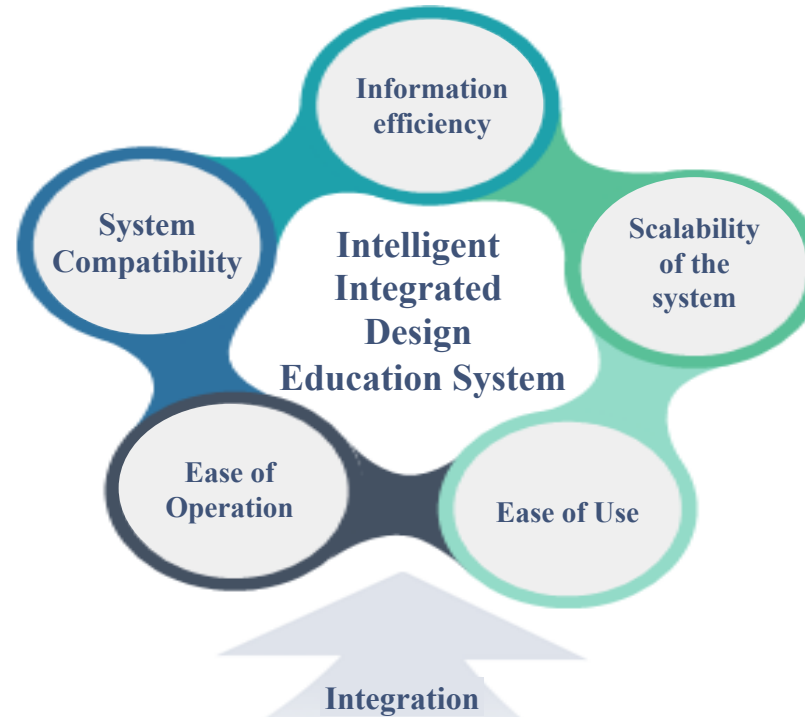 Information
efficiency
System
Compatibility
Scalability
of the
system
Intelligent
Integrated
Design
Education System
Ease of
Operation
Ease of Use
Integration